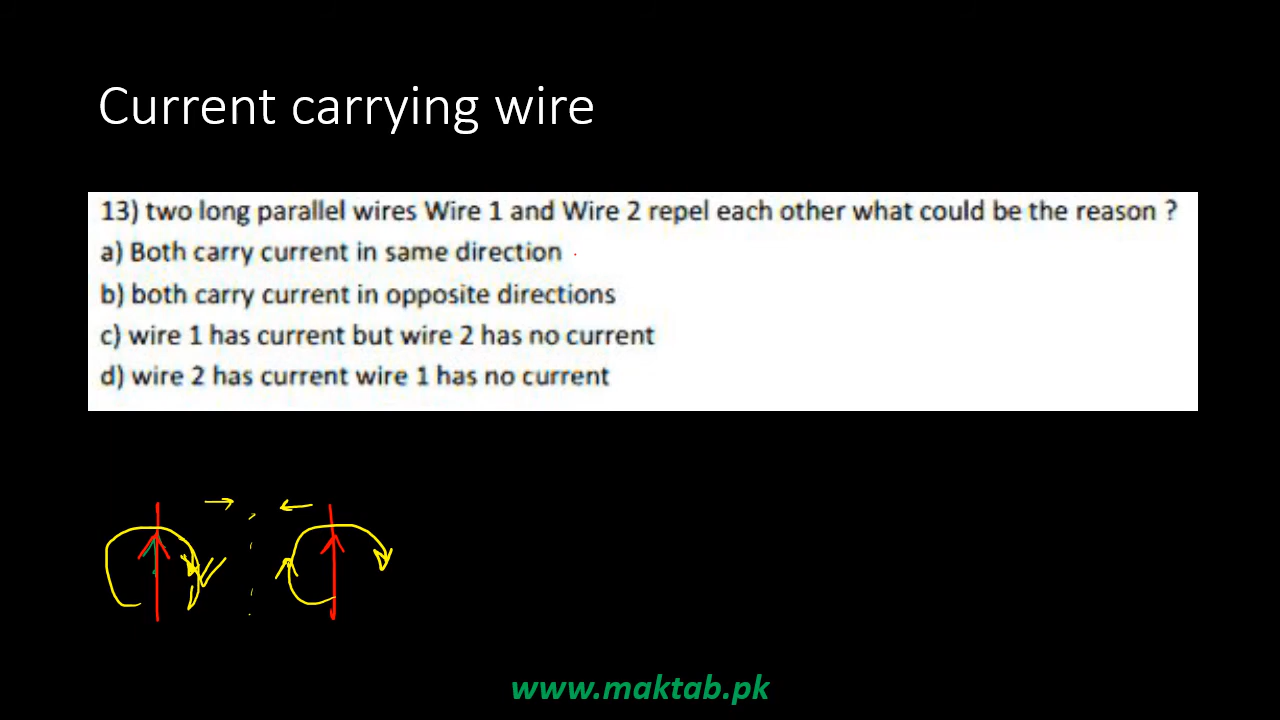 Current carrying wire
13) two long parallel wires Wire 1 and Wire 2 repel each other what could be the reason ?
a) Both carry current in same direction
b) both carry current in opposite directions
c) wire 1 has current but wire 2 has no current
d) wire 2 has current wire 1 has no current
www.maktab.pk